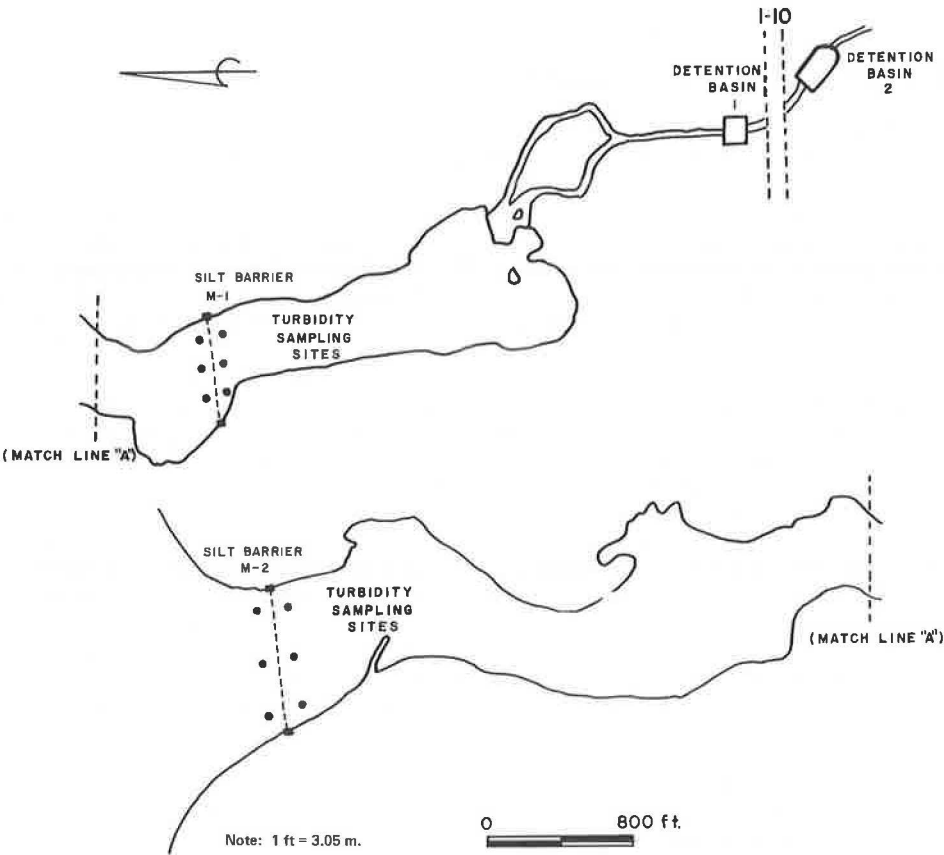 I-10
DETENTION
BASIN
1
DETENTION
BASIN
2
SILT BARRIER
M-1
TURBIDITY
SAMPLING
SITES
(MATCH LINE "A")
SILT BARRIER
M-2
TURBIDITY
SAMPLING
SITES
(MATCH LINE "A")
0 800 ft.
Note: 1 ft = 3.05 m.